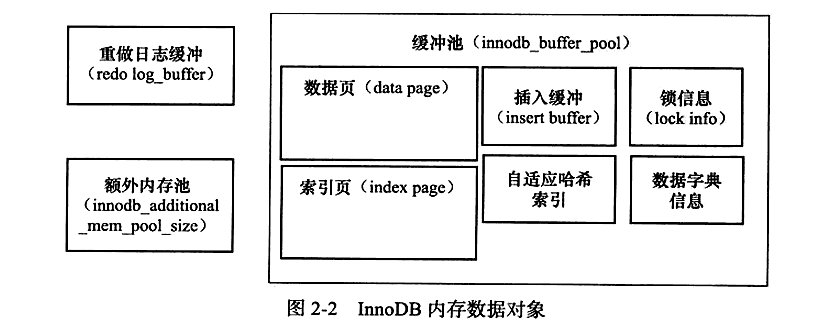 重做日志缓冲
（redo log_buffer）
额外内存池
（innodb_additional
_mem_pool_size）
缓冲池（innodb_buffer_pool）
数据页（data page）
插入缓冲
（insert buffer）
锁信息
（lock info）
索引页（index page）
自适应哈希
索引
数据字典
信息
图 2-2 InnoDB 内存数据对象